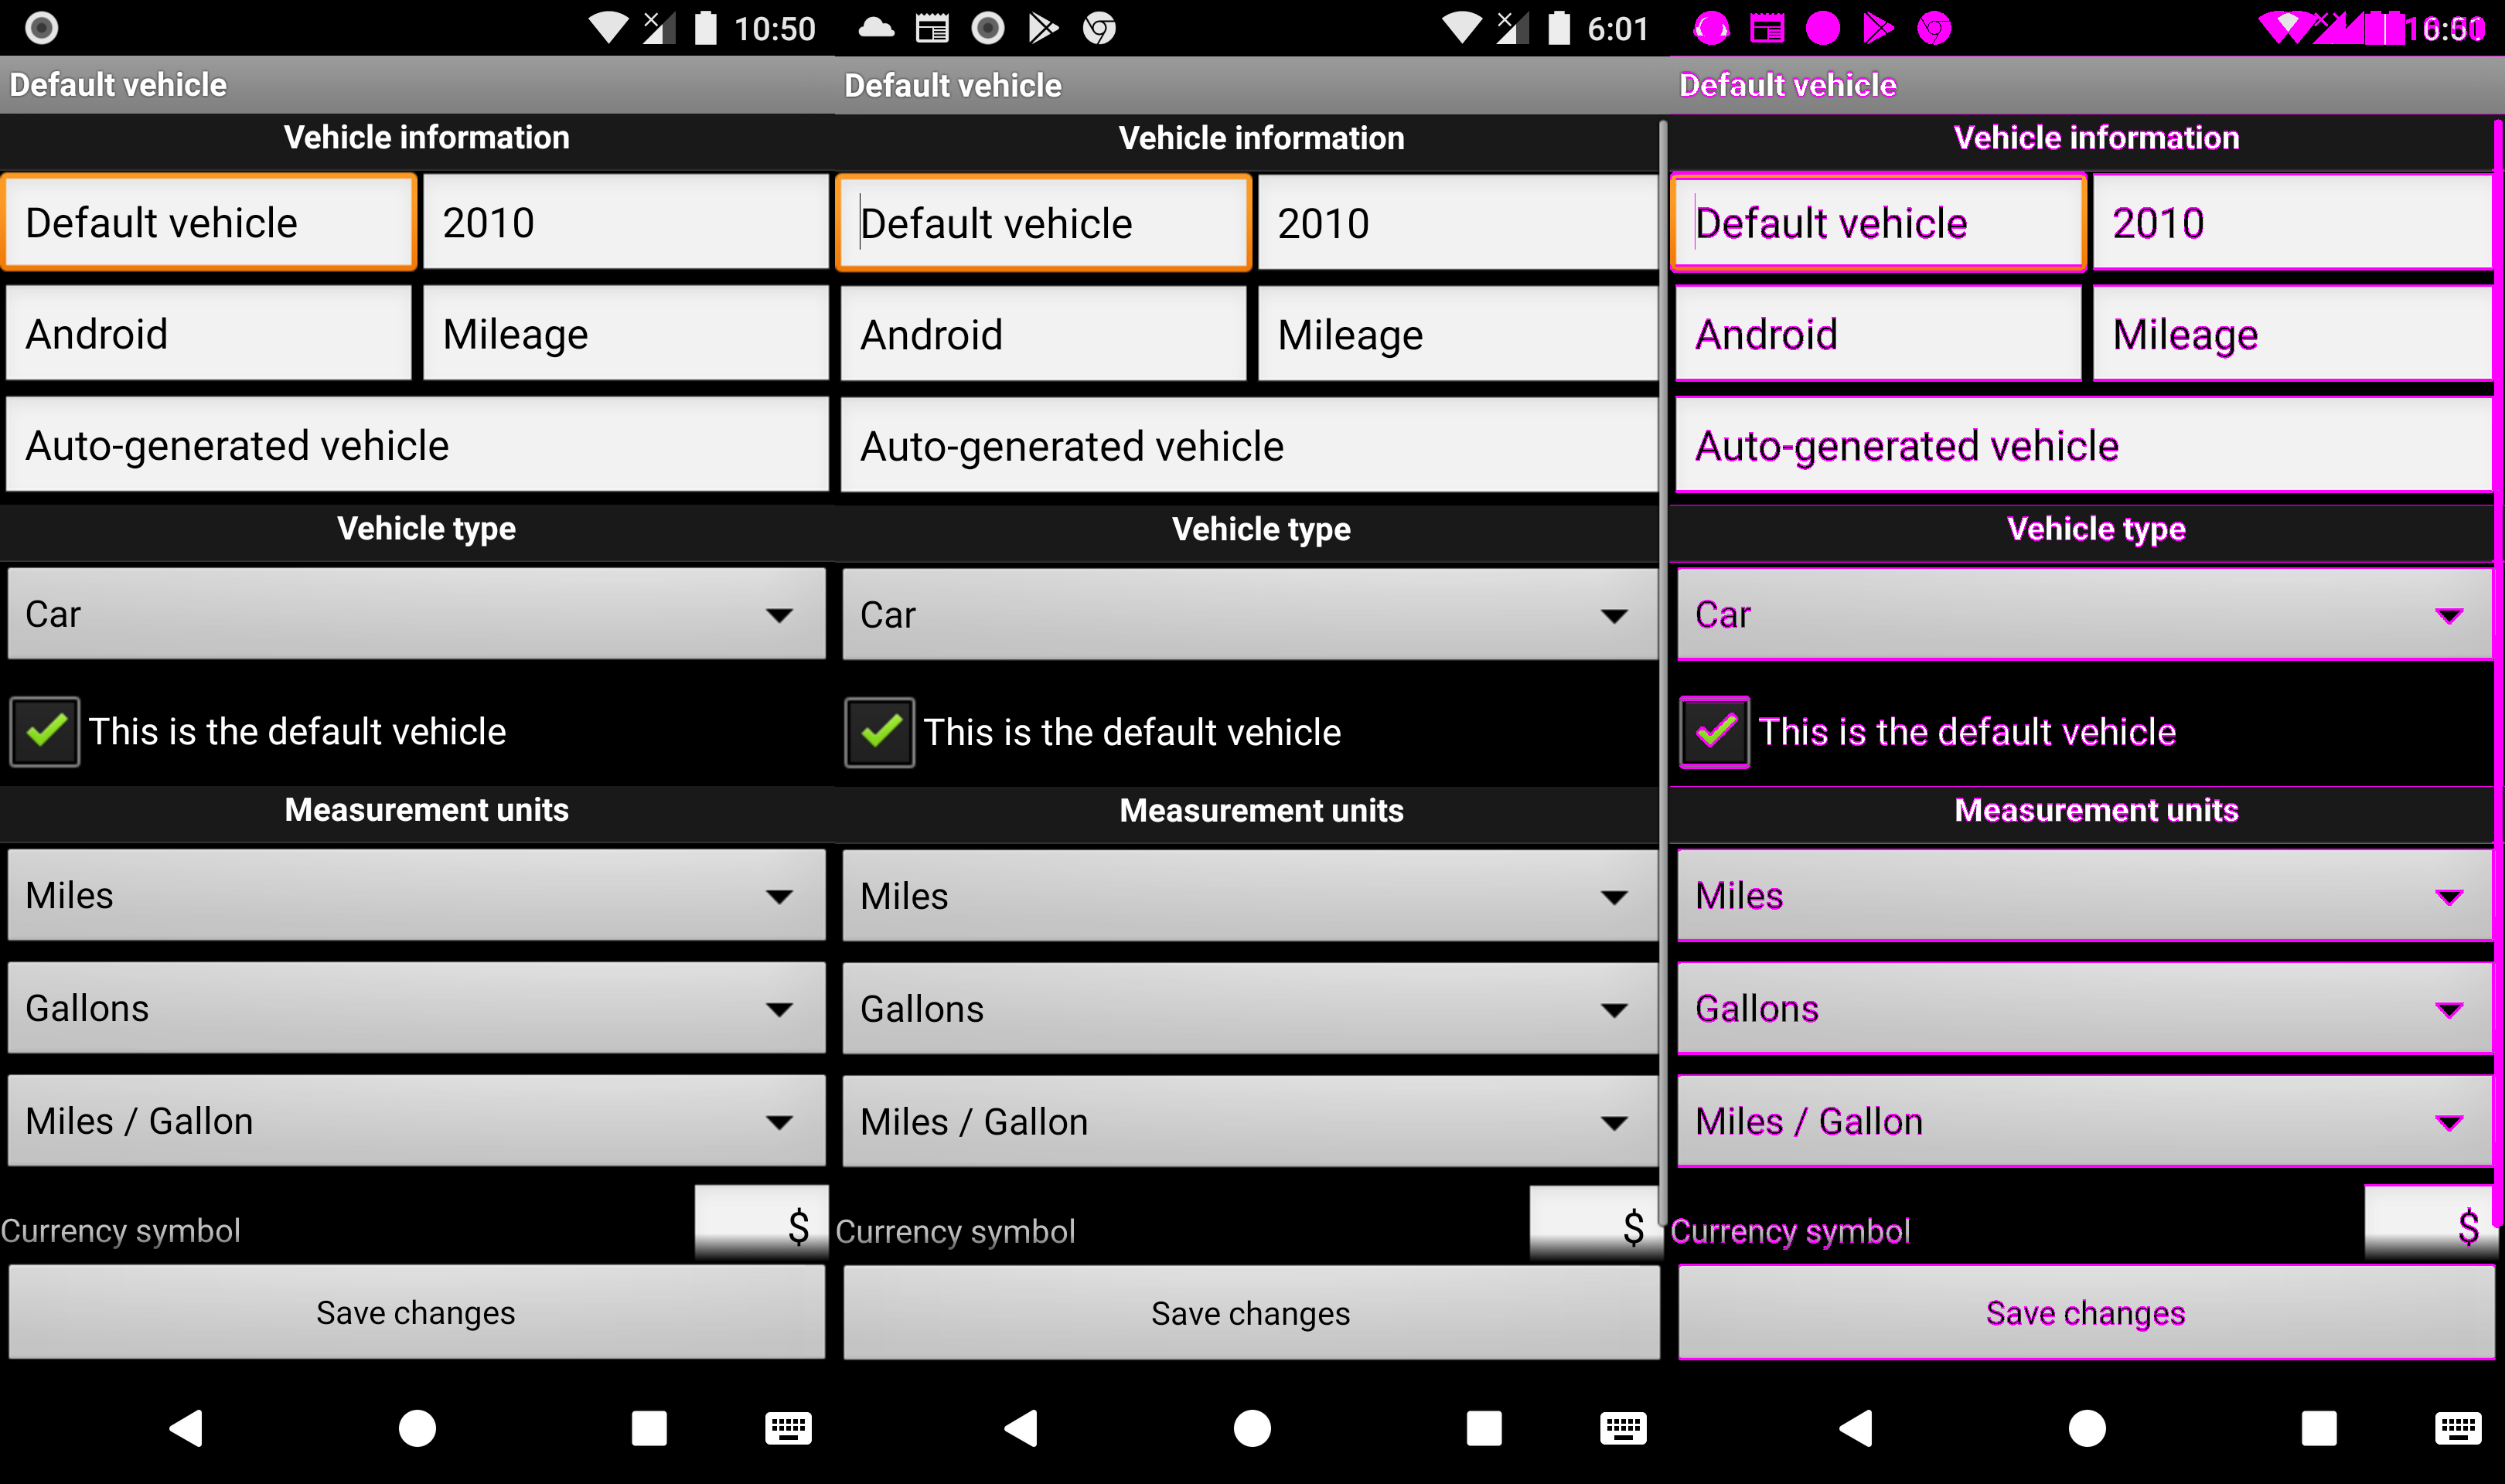 10:50
Default vehicle
Vehicle information
Default vehicle 2010
Android Mileage
Auto-generated vehicle
Vehicle type
Car
This is the default vehicle
Measurement units
Miles
Gallons
Miles / Gallon
Currency symbol $
Save changes
6:01
Default vehicle
Vehicle information
Default vehicle 2010
Android Mileage
Auto-generated vehicle
Vehicle type
Car
This is the default vehicle
Measurement units
Miles
Gallons
Miles / Gallon
Currency symbol $
Save changes
Default vehicle
Vehicle information
Default vehicle 2010
Android Mileage
Auto-generated vehicle
Vehicle type
Car
This is the default vehicle
Measurement units
Miles
Gallons
Miles / Gallon
Currency symbol $
Save changes